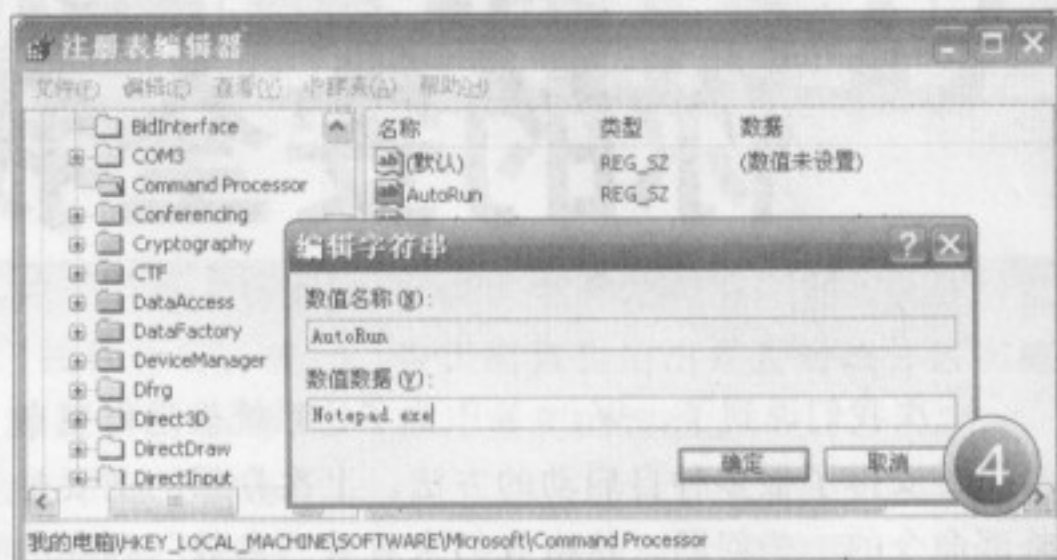 注册表编辑器
文件(F) 编辑(E) 查看(V) 收藏夹(A) 帮助(H)
BidInterface
COM3
Command Processor
Conferencing
Cryptography
CTF
DataAccess
DataFactory
DeviceManager
Dfrg
Direct3D
DirectDraw
DirectInput
名称 类型 数据
(默认) REG_SZ (数值未设置)
AutoRun REG_SZ
编辑字符串
数值名称(N):
AutoRun
数值数据(V):
Notepad.exe
确定 取消
4
我的电脑\HKEY_LOCAL_MACHINE\SOFTWARE\Microsoft\Command Processor